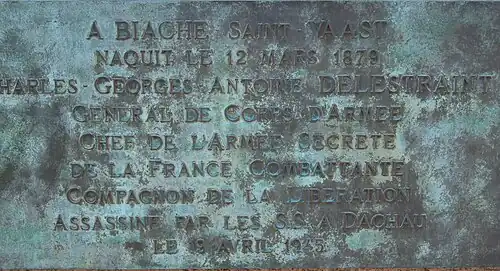 A BIACHE SAINT-VAAST
NAQUIT LE 12 MARS 1879
CHARLES-GEORGES-ANTOINE DELESTRAINT
GENERAL DE CORPS D'ARMEE
CHEF DE L'ARMEE SECRETE
DE LA FRANCE COMBATTANTE
COMPAGNON DE LA LIBERATION
ASSASSINE PAR LES S.S. A DACHAU
LE 19 AVRIL 1945